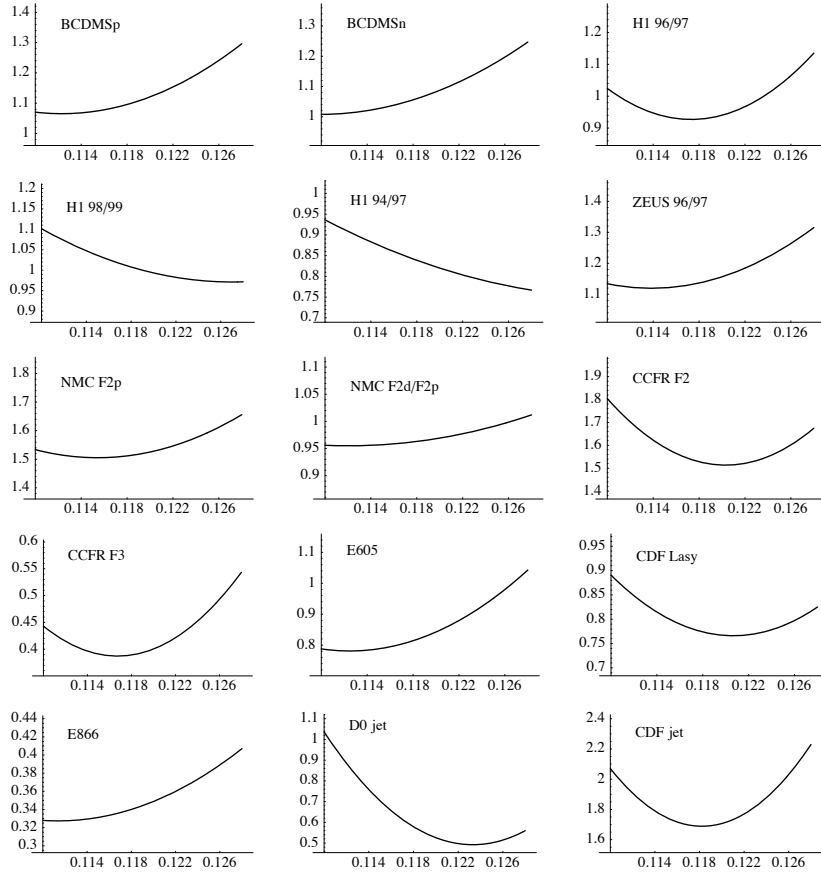 BCDMSp
1.4
1.3
1.2
1.1
1
0.114 0.118 0.122 0.126
BCDMSn
1.3
1.2
1.1
1
0.114 0.118 0.122 0.126
H1 96/97
1.2
1.1
1
0.9
0.114 0.118 0.122 0.126
H1 98/99
1.2
1.15
1.1
1.05
1
0.95
0.9
0.114 0.118 0.122 0.126
H1 94/97
1
0.95
0.9
0.85
0.8
0.75
0.7
0.114 0.118 0.122 0.126
ZEUS 96/97
1.4
1.3
1.2
1.1
0.114 0.118 0.122 0.126
NMC F2p
1.8
1.7
1.6
1.5
1.4
0.114 0.118 0.122 0.126
NMC F2d/F2p
1.1
1.05
1
0.95
0.9
0.114 0.118 0.122 0.126
CCFR F2
1.9
1.8
1.7
1.6
1.5
1.4
0.114 0.118 0.122 0.126
CCFR F3
0.6
0.55
0.5
0.45
0.4
0.114 0.118 0.122 0.126
E605
1.1
1
0.9
0.8
0.114 0.118 0.122 0.126
CDF Lasy
0.95
0.9
0.85
0.8
0.75
0.7
0.114 0.118 0.122 0.126
E866
0.44
0.42
0.4
0.38
0.36
0.34
0.32
0.3
0.114 0.118 0.122 0.126
D0 jet
1.1
1
0.9
0.8
0.7
0.6
0.5
0.114 0.118 0.122 0.126
CDF jet
2.4
2.2
2
1.8
1.6
0.114 0.118 0.122 0.126